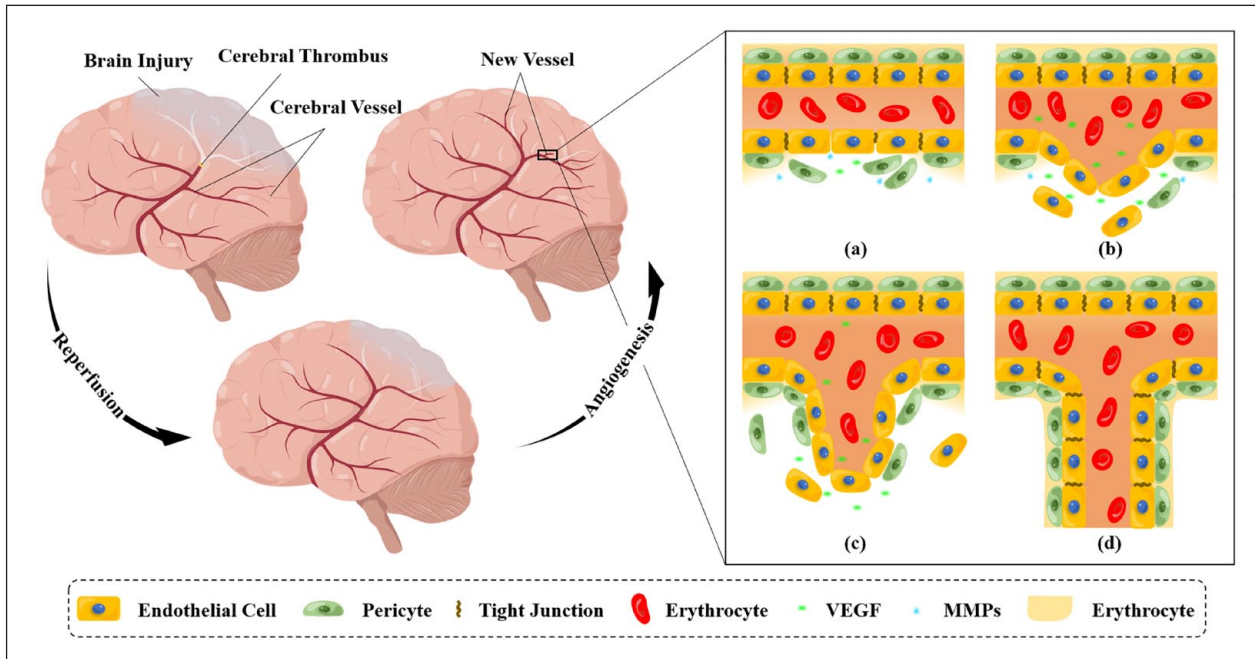 Brain Injury
Cerebral Thrombus
Cerebral Vessel
New Vessel
Reperfusion
Angiogenesis
(a)
(b)
(c)
(d)
Endothelial Cell
Pericyte
Tight Junction
Erythrocyte
VEGF
MMPs
Erythrocyte